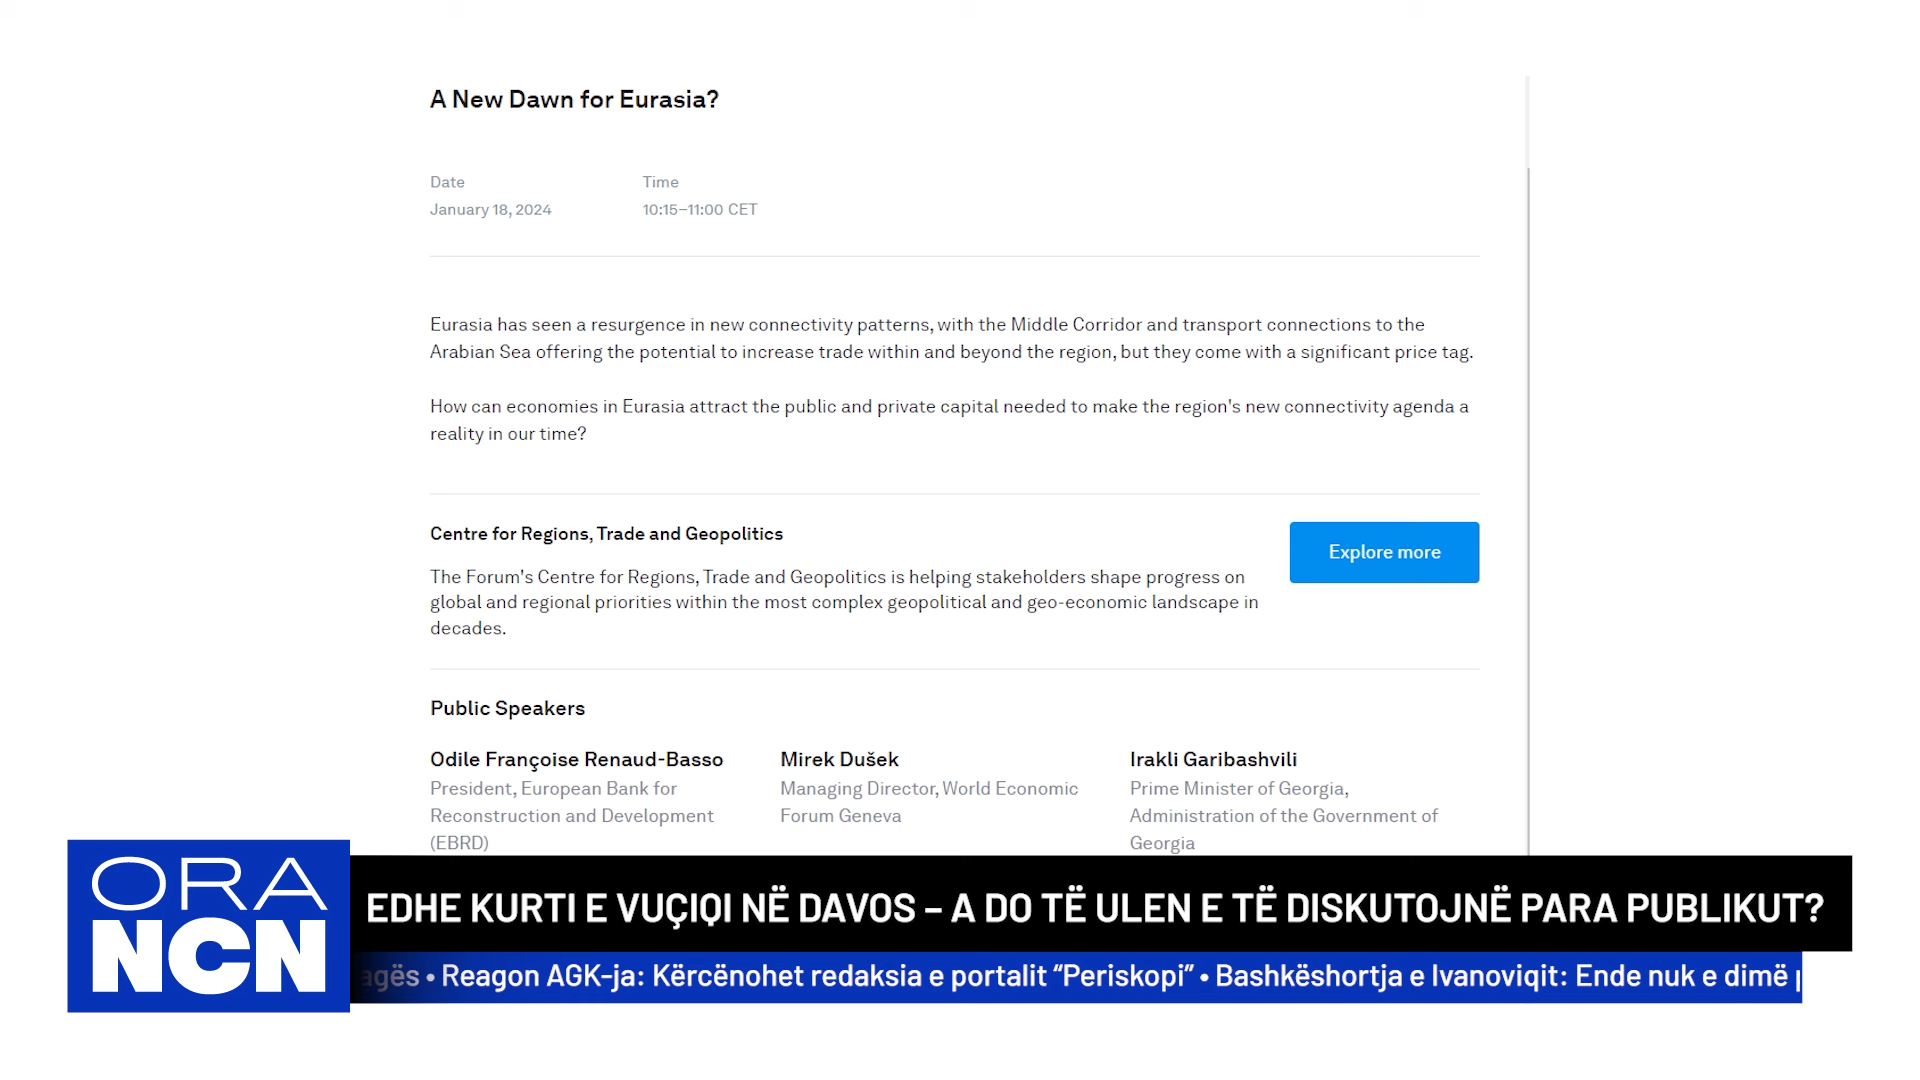 A New Dawn for Eurasia?
Date
Time
January 18, 2024
10:15–11:00 CET
Eurasia has seen a resurgence in new connectivity patterns, with the Middle Corridor and transport connections to the
Arabian Sea offering the potential to increase trade within and beyond the region, but they come with a significant price tag.
How can economies in Eurasia attract the public and private capital needed to make the region's new connectivity agenda a
reality in our time?
Centre for Regions, Trade and Geopolitics
Explore more
The Forum's Centre for Regions, Trade and Geopolitics is helping stakeholders shape progress on
global and regional priorities within the most complex geopolitical and geo-economic landscape in
decades.
Public Speakers
Odile Françoise Renaud-Basso
President, European Bank for
Reconstruction and Development
(EBRD)
Mirek Dušek
Managing Director, World Economic
Forum Geneva
Irakli Garibashvili
Prime Minister of Georgia,
Administration of the Government of
Georgia
ORA
NCN
EDHE KURTI E VUÇIQI NË DAVOS – A DO TË ULEN E TË DISKUTOJNË PARA PUBLIKUT?
• Reagon AGK-ja: Kërcënohet redaksia e portalit “Periskopi” • Bashkëshortja e Ivanoviqit: Ende nuk e dimë